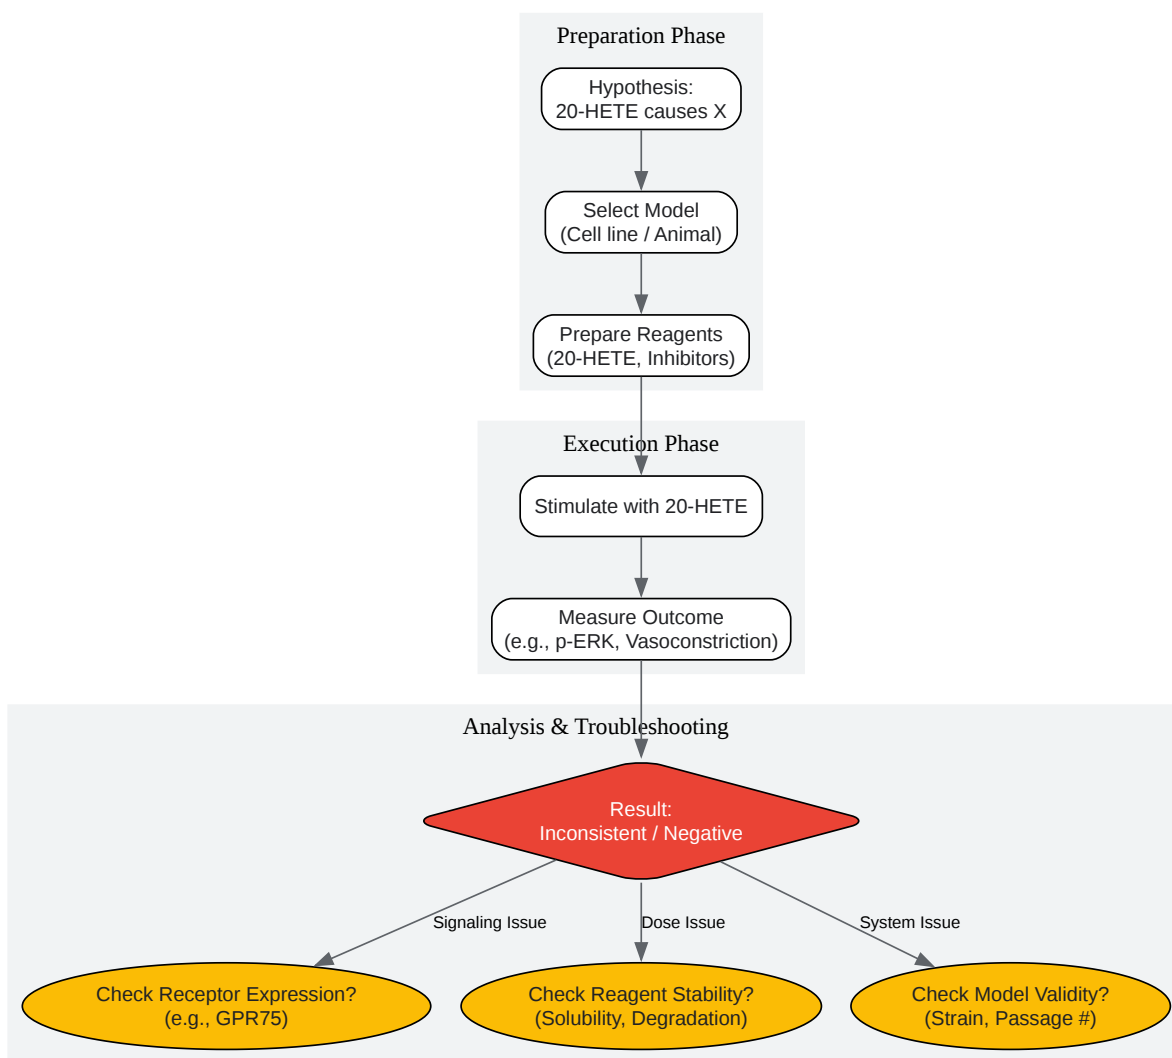 Preparation Phase
Hypothesis:
20-HETE causes X
Select Model
(Cell line / Animal)
Prepare Reagents
(20-HETE, Inhibitors)
Execution Phase
Stimulate with 20-HETE
Measure Outcome
(e.g., p-ERK, Vasoconstriction)
Analysis & Troubleshooting
Result:
Inconsistent / Negative
Signaling Issue
Dose Issue
System Issue
Check Receptor Expression?
(e.g., GPR75)
Check Reagent Stability?
(Solubility, Degradation)
Check Model Validity?
(Strain, Passage #)